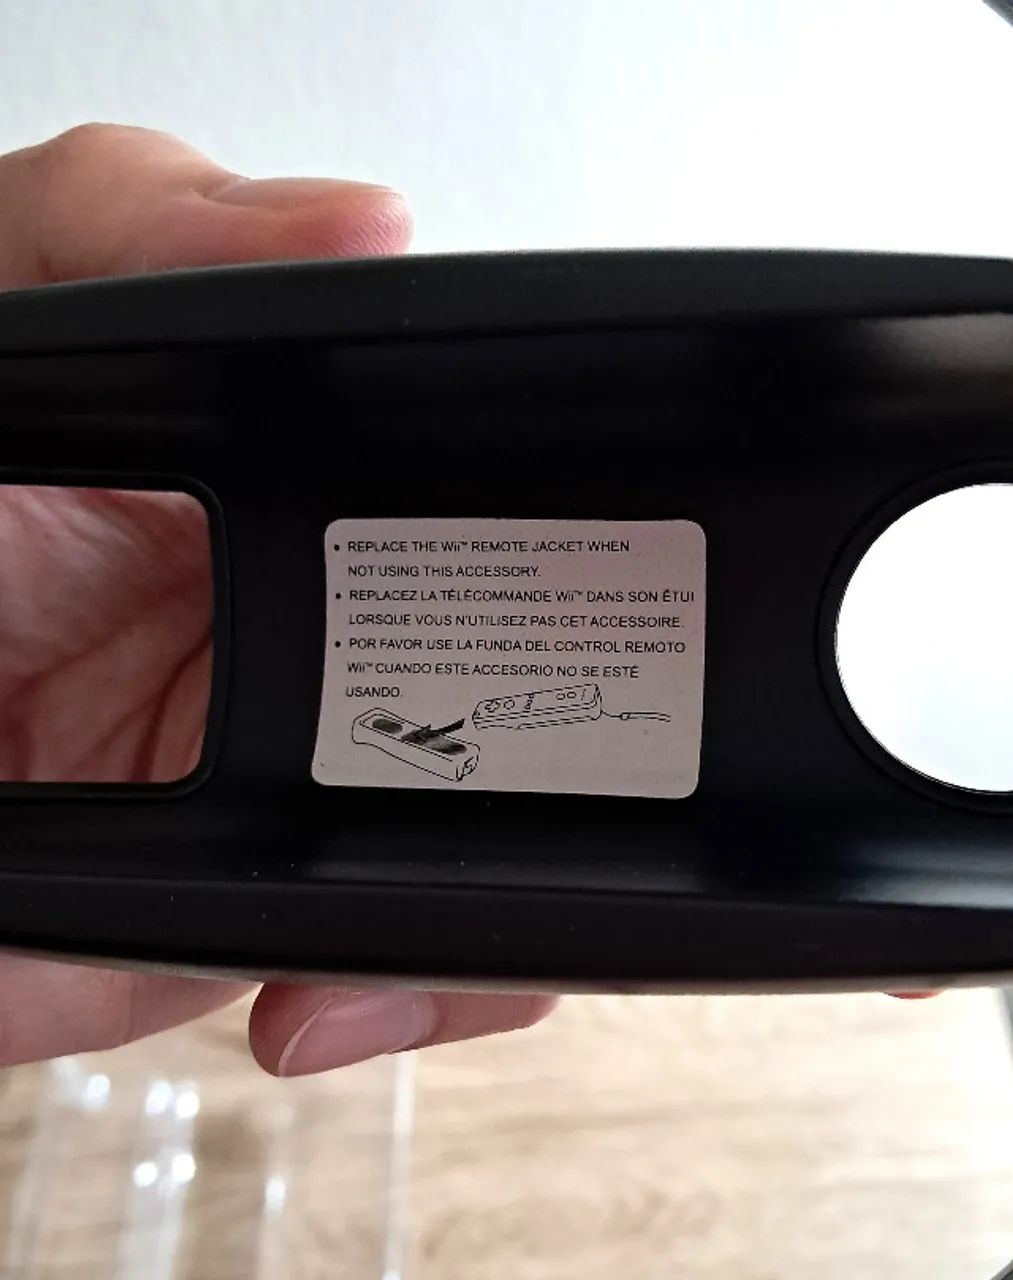 • REPLACE THE Wii™ REMOTE JACKET WHEN
NOT USING THIS ACCESSORY.
• REPLACEZ LA TÉLÉCOMMANDE Wii™ DANS SON ÉTUI
LORSQUE VOUS N'UTILISEZ PAS CET ACCESSOIRE.
• POR FAVOR USE LA FUNDA DEL CONTROL REMOTO
Wii™ CUANDO ESTE ACCESORIO NO SE ESTÉ
USANDO.